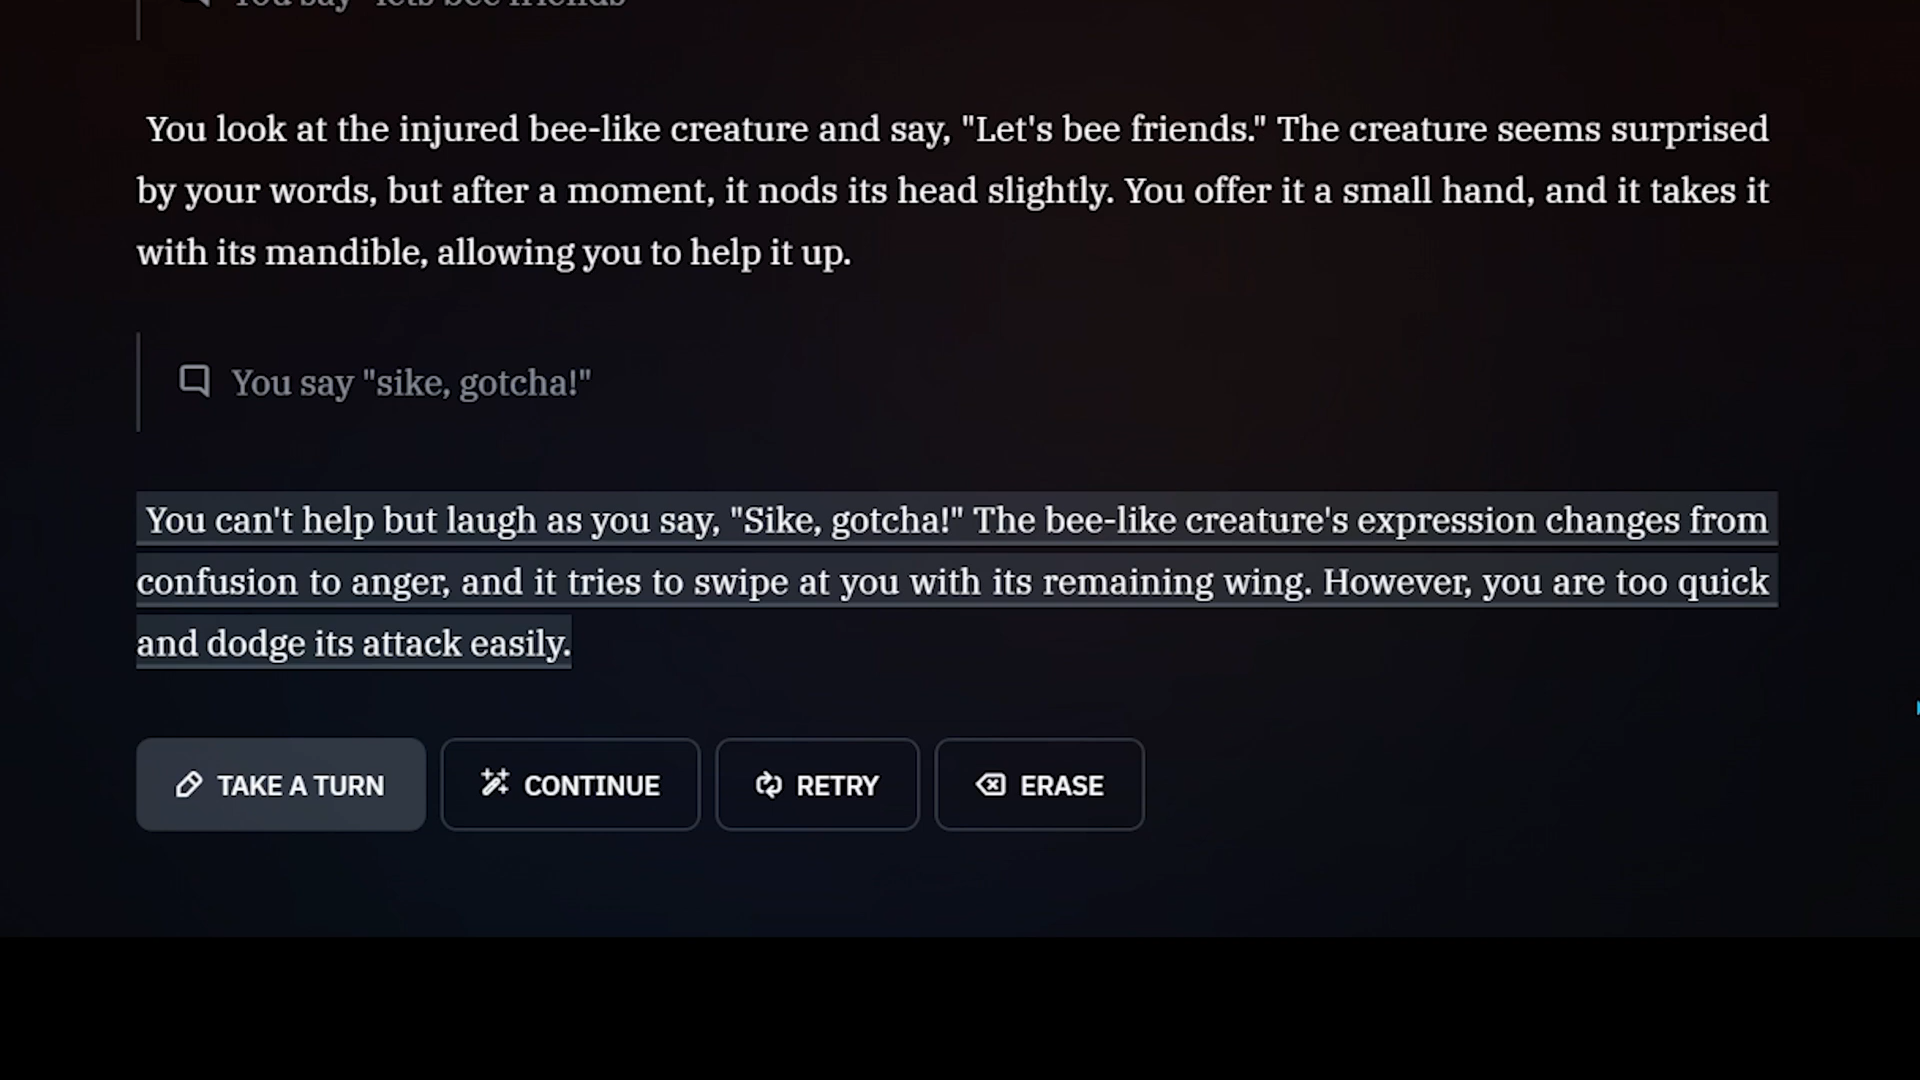 You say "lets bee friends"
You look at the injured bee-like creature and say, "Let's bee friends." The creature seems surprised
by your words, but after a moment, it nods its head slightly. You offer it a small hand, and it takes it
with its mandible, allowing you to help it up.
You say "sike, gotcha!"
You can't help but laugh as you say, "Sike, gotcha!" The bee-like creature's expression changes from
confusion to anger, and it tries to swipe at you with its remaining wing. However, you are too quick
and dodge its attack easily.
TAKE A TURN CONTINUE RETRY ERASE